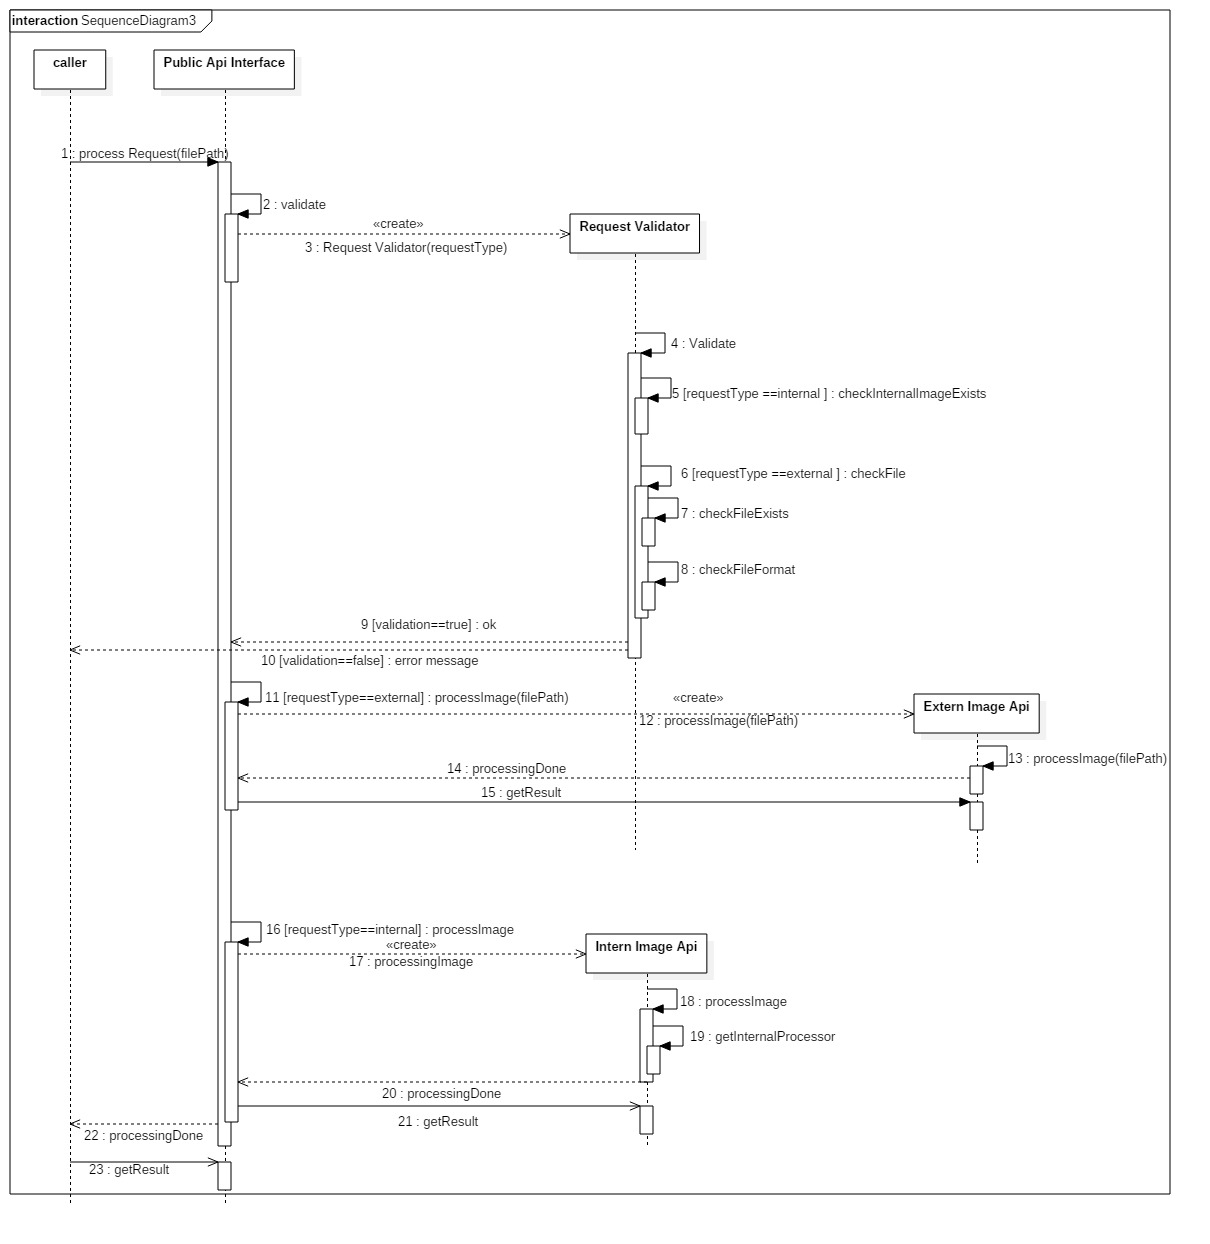 interaction SequenceDiagram3
caller
Public Api Interface
1 : process Request(filePath)
2 : validate
«create»
3 : Request Validator(requestType)
Request Validator
4 : Validate
5 [requestType ==internal ] : checkInternalImageExists
6 [requestType ==external ] : checkFile
7 : checkFileExists
8 : checkFileFormat
9 [validation==true] : ok
10 [validation==false] : error message
11 [requestType==external] : processImage(filePath)
«create»
12 : processImage(filePath)
Extern Image Api
13 : processImage(filePath)
14 : processingDone
15 : getResult
16 [requestType==internal] : processImage
«create»
17 : processingImage
Intern Image Api
18 : processImage
19 : getInternalProcessor
20 : processingDone
21 : getResult
22 : processingDone
23 : getResult